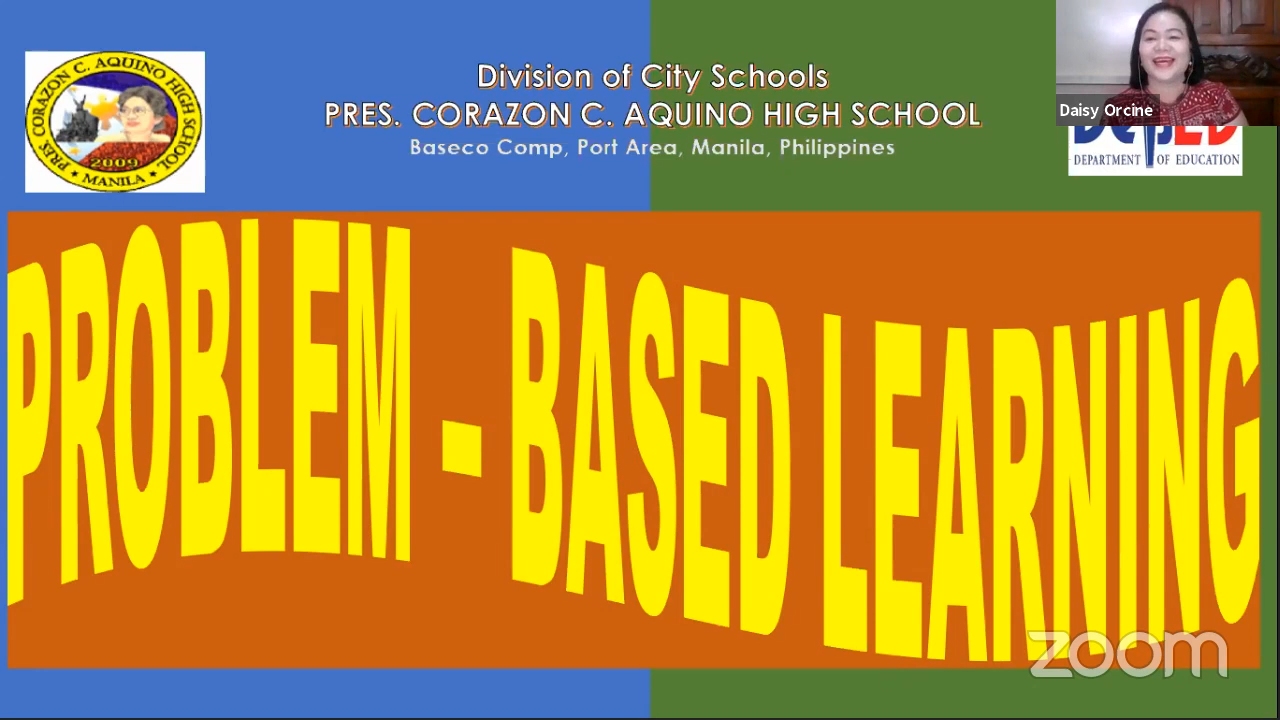 Division of City Schools
PRES. CORAZON C. AQUINO HIGH SCHOOL
Baseco Comp, Port Area, Manila, Philippines
PRES. CORAZON C. AQUINO HIGH SCHOOL
2009
MANILA
Daisy Orcine
DEPARTMENT OF EDUCATION
PROBLEM - BASED LEARNING
zoom